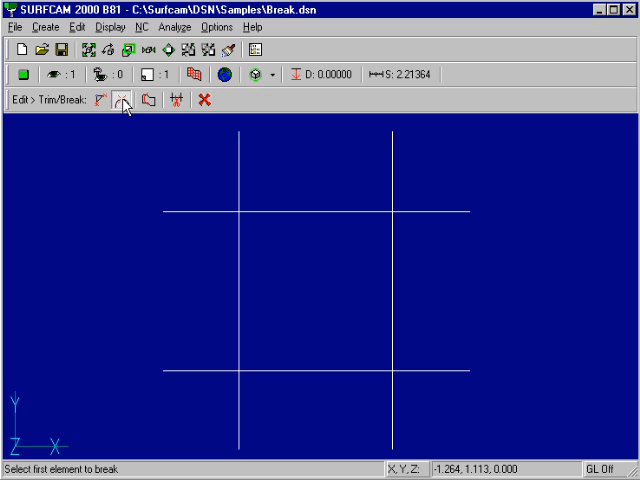 SURFCAM 2000 B81 - C:\Surfcam\DSN\Samples\Break.dsn
File Create Edit Display NC Analyze Options Help
: 1 : 0 : 1 D: 0.00000 S: 2.21364
Edit > Trim/Break:
Y
Z X
Select first element to break X, Y, Z: -1.264, 1.113, 0.000 GL Off